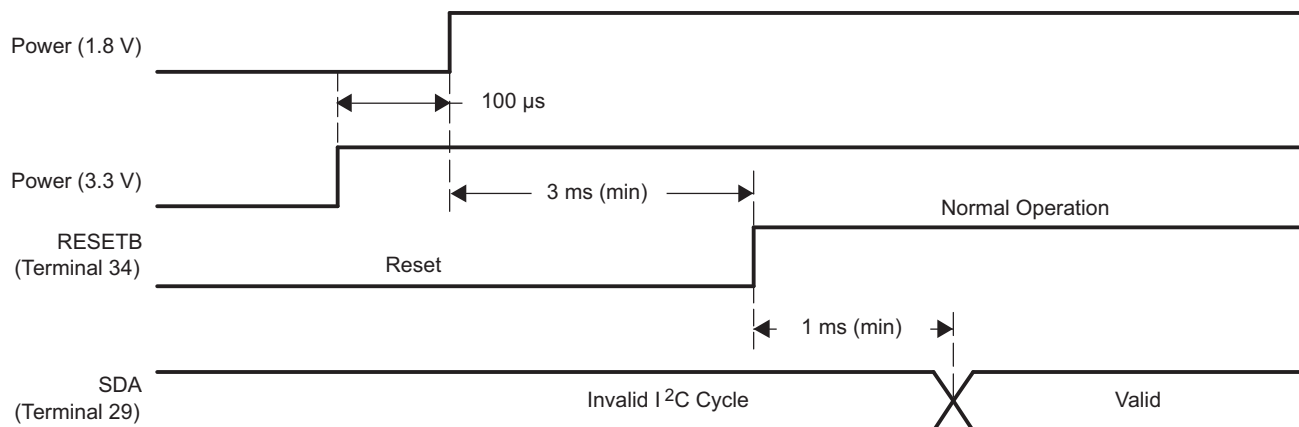 Power (1.8 V)
100 µs
Power (3.3 V)
3 ms (min)
Normal Operation
RESETB
(Terminal 34)
Reset
1 ms (min)
SDA
(Terminal 29)
Invalid I²C Cycle
Valid